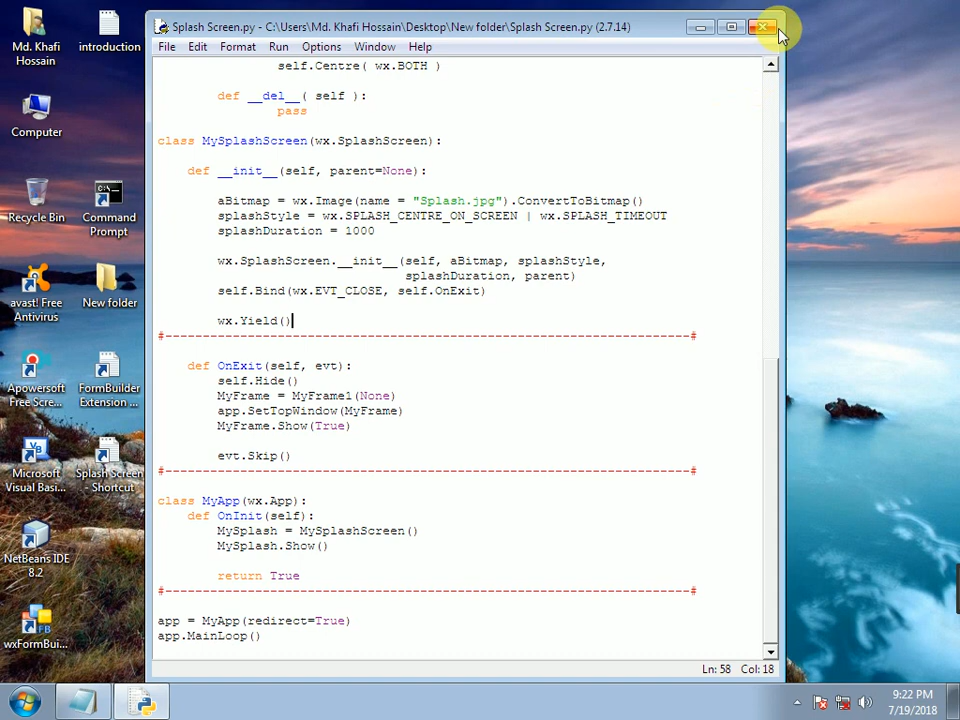 Splash Screen.py - C:\Users\Md. Khafi Hossain\Desktop\New folder\Splash Screen.py (2.7.14)
File Edit Format Run Options Window Help
self.Centre( wx.BOTH )
def __del__( self ):
pass
class MySplashScreen(wx.SplashScreen):
def __init__(self, parent=None):
aBitmap = wx.Image(name = "Splash.jpg").ConvertToBitmap()
splashStyle = wx.SPLASH_CENTRE_ON_SCREEN | wx.SPLASH_TIMEOUT
splashDuration = 1000
wx.SplashScreen.__init__(self, aBitmap, splashStyle,
splashDuration, parent)
self.Bind(wx.EVT_CLOSE, self.OnExit)
wx.Yield()
#----------------------------------------------------------------------#
def OnExit(self, evt):
self.Hide()
MyFrame = MyFrame1(None)
app.SetTopWindow(MyFrame)
MyFrame.Show(True)
evt.Skip()
#----------------------------------------------------------------------#
class MyApp(wx.App):
def OnInit(self):
MySplash = MySplashScreen()
MySplash.Show()
return True
#----------------------------------------------------------------------#
app = MyApp(redirect=True)
app.MainLoop()
Ln: 58 Col: 18
Md. Khafi
Hossain
introduction
Computer
Recycle Bin
Command
Prompt
avast! Free
Antivirus
New folder
Apowersoft
Free Scre...
FormBuilder
Extension ...
Microsoft
Visual Basi...
Splash Screen
- Shortcut
NetBeans IDE
8.2
wxFormBui...
9:22 PM
7/19/2018